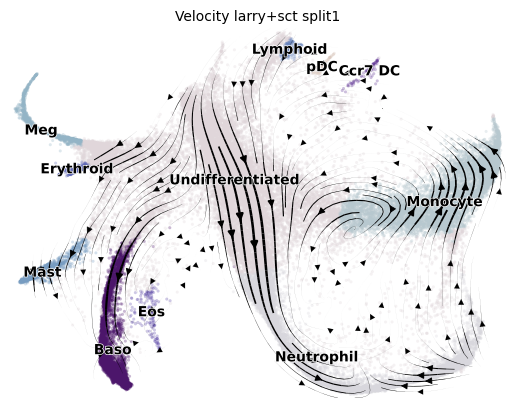 Velocity larry+sct split1
Lymphoid
pDC
Ccr7 DC
Meg
Erythroid
Undifferentiated
Monocyte
Mast
Eos
Baso
Neutrophil